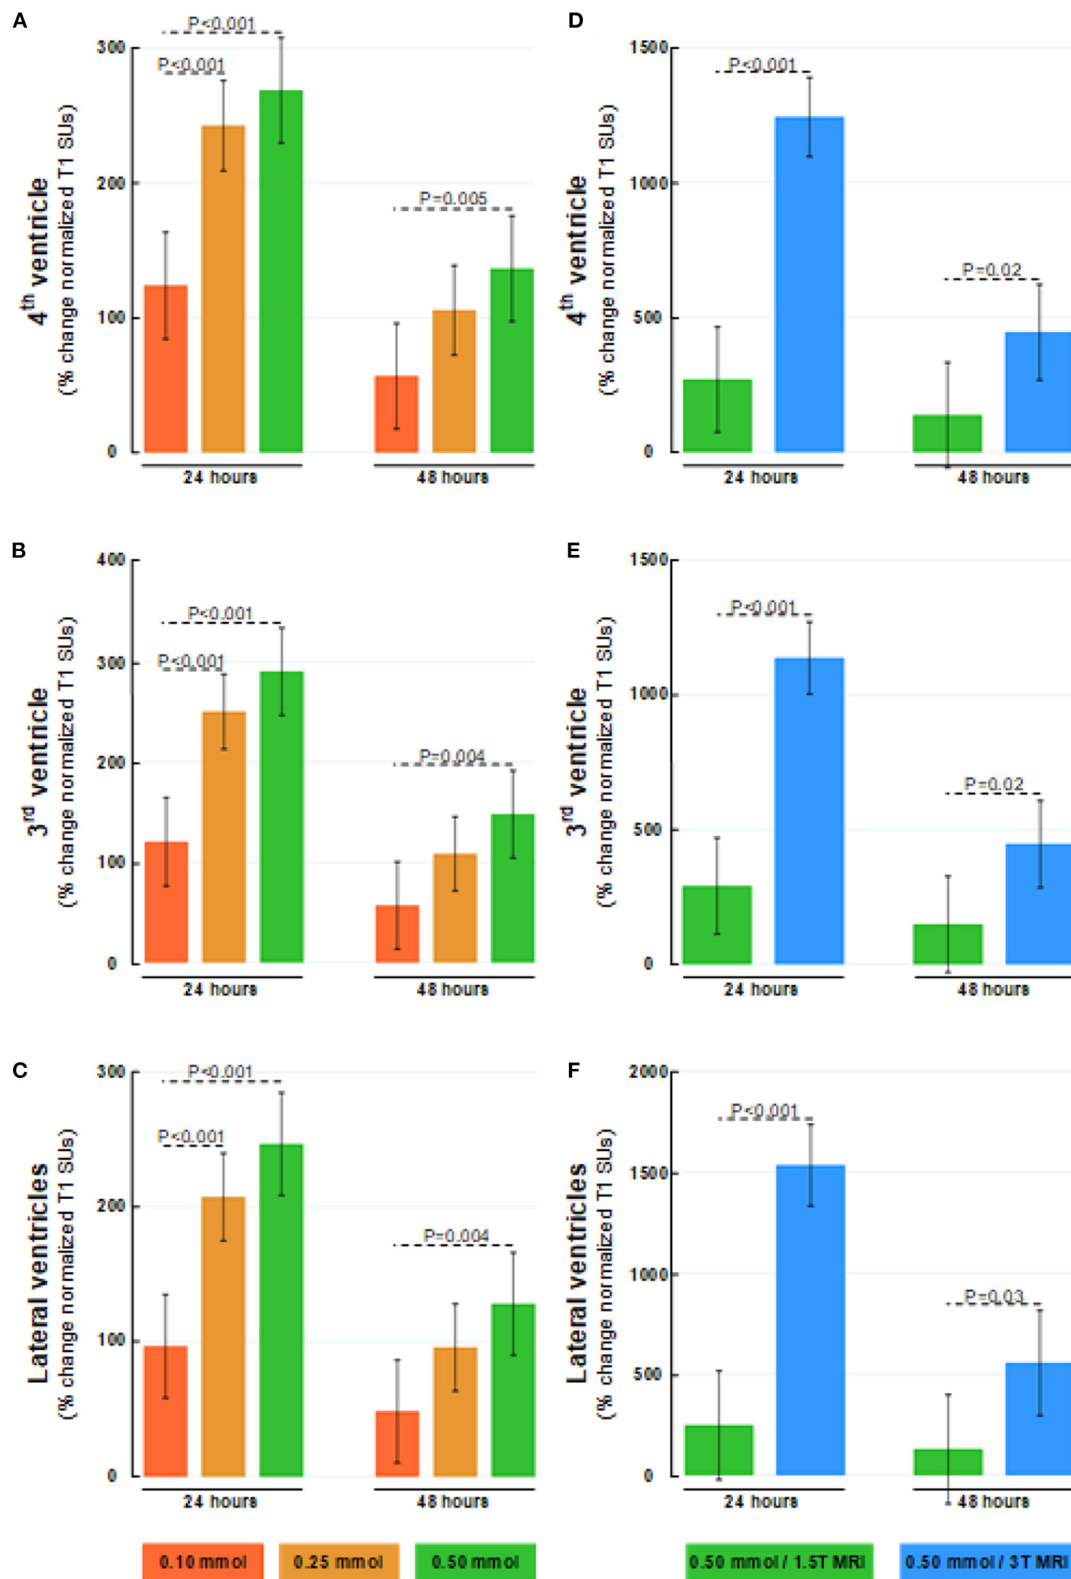 A
4th ventricle
(% change normalized T1 SUs)
300
200
100
0
P<0.001
P<0.001
P=0.005
24 hours
48 hours
D
4th ventricle
(% change normalized T1 SUs)
1500
1000
500
0
P<0.001
P=0.02
24 hours
48 hours
B
3rd ventricle
(% change normalized T1 SUs)
400
300
200
100
0
P<0.001
P<0.001
P=0.004
24 hours
48 hours
E
3rd ventricle
(% change normalized T1 SUs)
1500
1000
500
0
P<0.001
P=0.02
24 hours
48 hours
C
Lateral ventricles
(% change normalized T1 SUs)
300
200
100
0
P<0.001
P<0.001
P=0.004
24 hours
48 hours
F
Lateral ventricles
(% change normalized T1 SUs)
2000
1500
1000
500
0
P<0.001
P=0.03
24 hours
48 hours
0.10 mmol
0.25 mmol
0.50 mmol
0.50 mmol / 1.5T MRI
0.50 mmol / 3T MRI